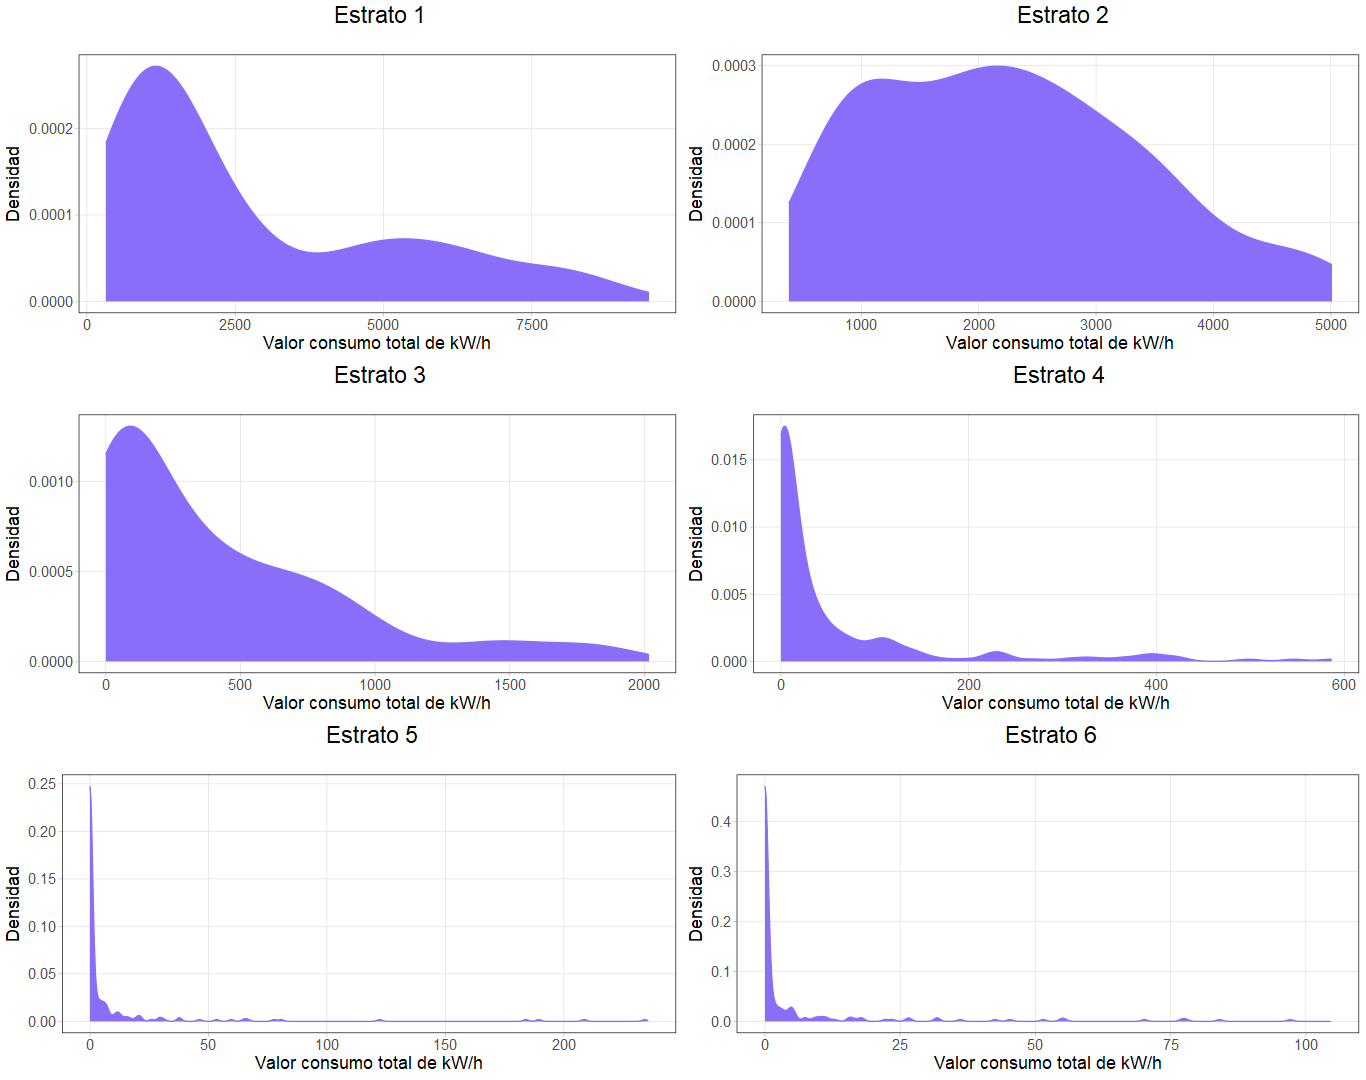 Estrato 1
Densidad
0.0002
0.0001
0.0000
0 2500 5000 7500
Valor consumo total de kW/h
Estrato 2
Densidad
0.0003
0.0002
0.0001
0.0000
1000 2000 3000 4000 5000
Valor consumo total de kW/h
Estrato 3
Densidad
0.0010
0.0005
0.0000
0 500 1000 1500 2000
Valor consumo total de kW/h
Estrato 4
Densidad
0.015
0.010
0.005
0.000
0 200 400 600
Valor consumo total de kW/h
Estrato 5
Densidad
0.25
0.20
0.15
0.10
0.05
0.00
0 50 100 150 200
Valor consumo total de kW/h
Estrato 6
Densidad
0.4
0.3
0.2
0.1
0.0
0 25 50 75 100
Valor consumo total de kW/h